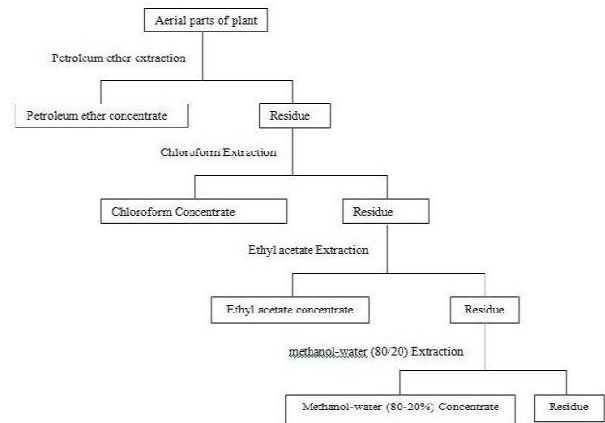 Aerial parts of plant
Petroleum ether extraction
Petroleum ether concentrate
Residue
Chloroform Extraction
Chloroform Concentrate
Residue
Ethyl acetate Extraction
Ethyl acetate concentrate
Residue
methanol-water (80/20) Extraction
Methanol-water (80-20%) Concentrate
Residue